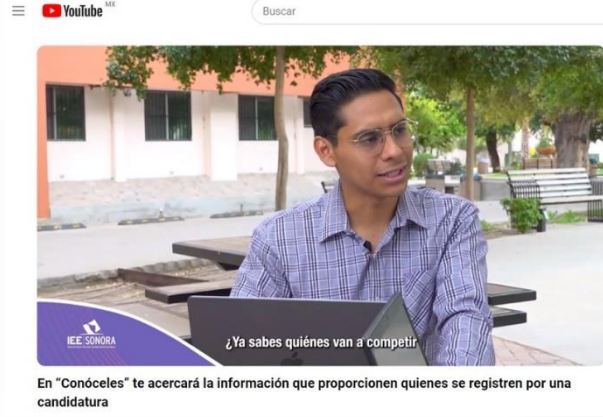 YouTube MX
Buscar
IEE SONORA
¿Ya sabes quiénes van a competir
En “Conóceles” te acercará la información que proporcionen quienes se registren por una
candidatura